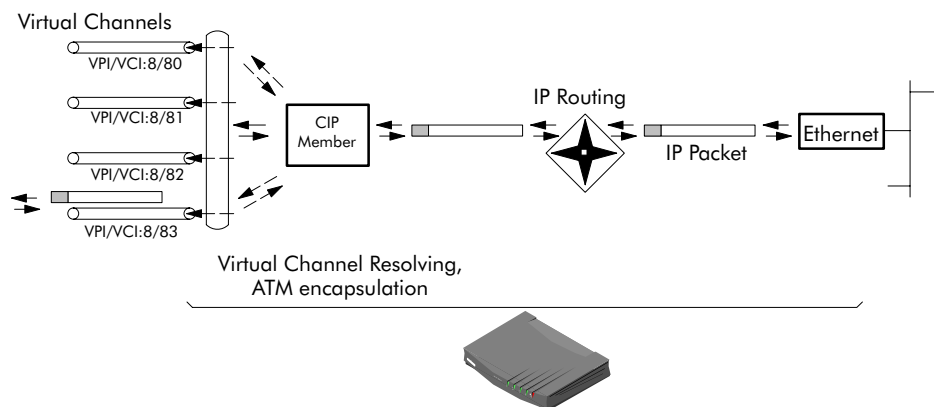 Virtual Channels
VPI/VCI:8/80
VPI/VCI:8/81
VPI/VCI:8/82
VPI/VCI:8/83
CIP
Member
IP Routing
IP Packet
Ethernet
Virtual Channel Resolving,
ATM encapsulation